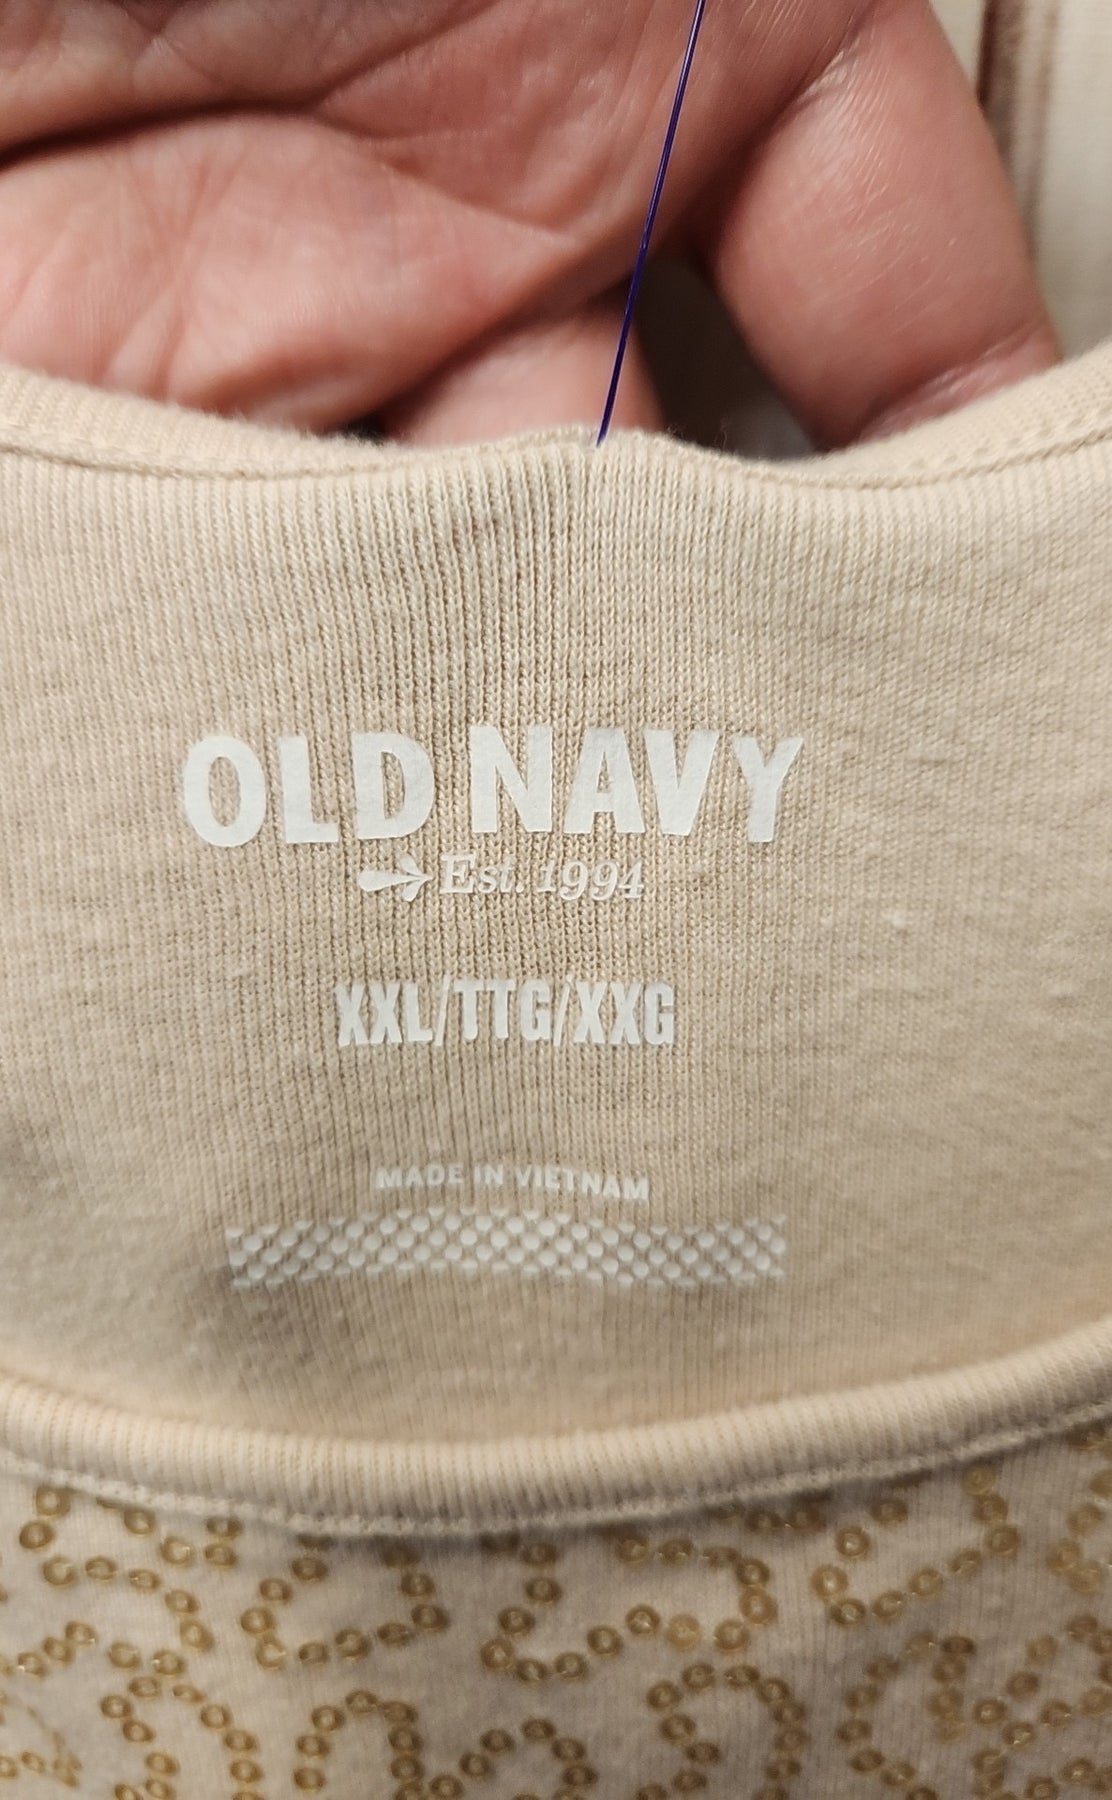 OLD NAVY
Est. 1994
XXL/TTG/XXG
MADE IN VIETNAM